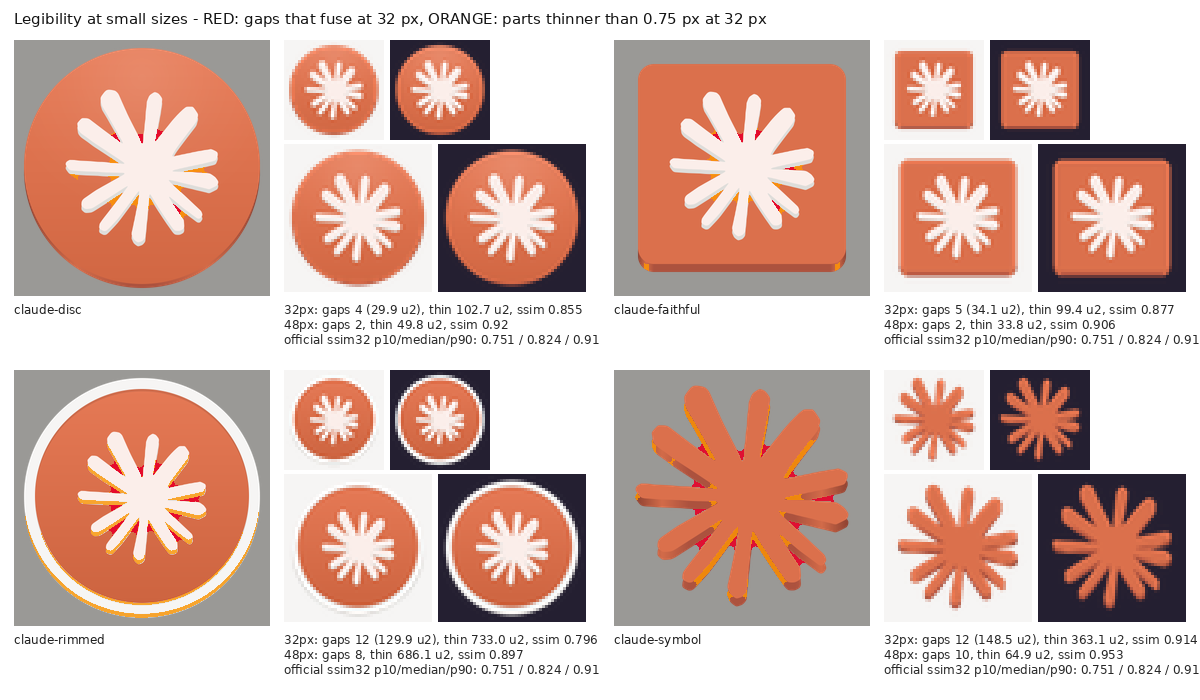 Legibility at small sizes - RED: gaps that fuse at 32 px, ORANGE: parts thinner than 0.75 px at 32 px
claude-disc
32px: gaps 4 (29.9 u2), thin 102.7 u2, ssim 0.855
48px: gaps 2, thin 49.8 u2, ssim 0.92
official ssim32 p10/median/p90: 0.751 / 0.824 / 0.91
claude-faithful
32px: gaps 5 (34.1 u2), thin 99.4 u2, ssim 0.877
48px: gaps 2, thin 33.8 u2, ssim 0.906
official ssim32 p10/median/p90: 0.751 / 0.824 / 0.91
claude-rimmed
32px: gaps 12 (129.9 u2), thin 733.0 u2, ssim 0.796
48px: gaps 8, thin 686.1 u2, ssim 0.897
official ssim32 p10/median/p90: 0.751 / 0.824 / 0.91
claude-symbol
32px: gaps 12 (148.5 u2), thin 363.1 u2, ssim 0.914
48px: gaps 10, thin 64.9 u2, ssim 0.953
official ssim32 p10/median/p90: 0.751 / 0.824 / 0.91